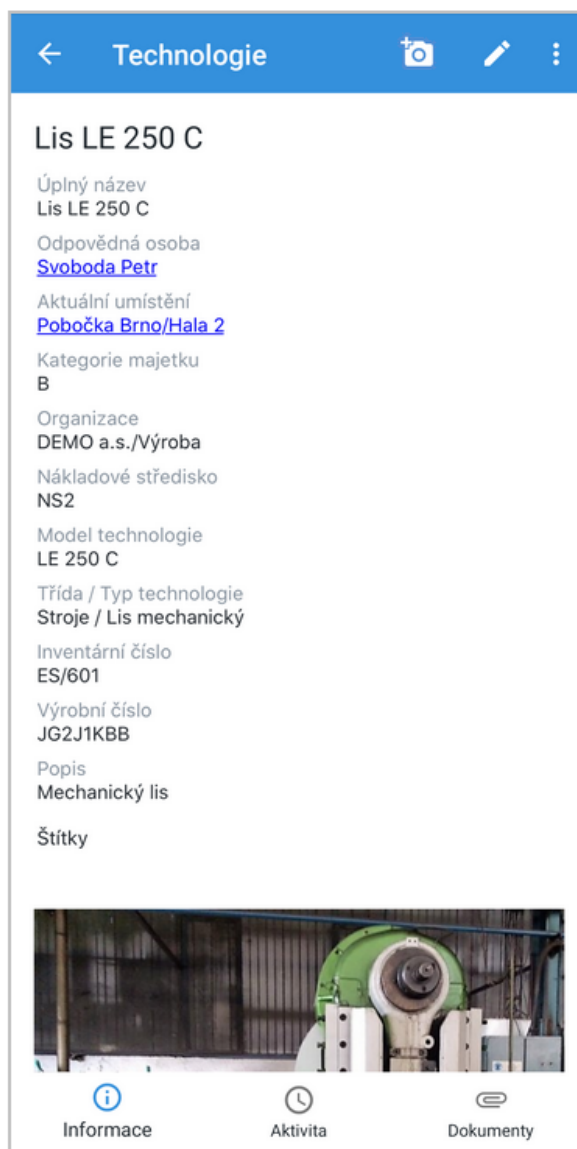 Technologie
Lis LE 250 C
Úplný název
Lis LE 250 C
Odpovědná osoba
Svoboda Petr
Aktuální umístění
Pobočka Brno/Hala 2
Kategorie majetku
B
Organizace
DEMO a.s./Výroba
Nákladové středisko
NS2
Model technologie
LE 250 C
Třída / Typ technologie
Stroje / Lis mechanický
Inventární číslo
ES/601
Výrobní číslo
JG2J1KBB
Popis
Mechanický lis
Štítky
Informace
Aktivita
Dokumenty